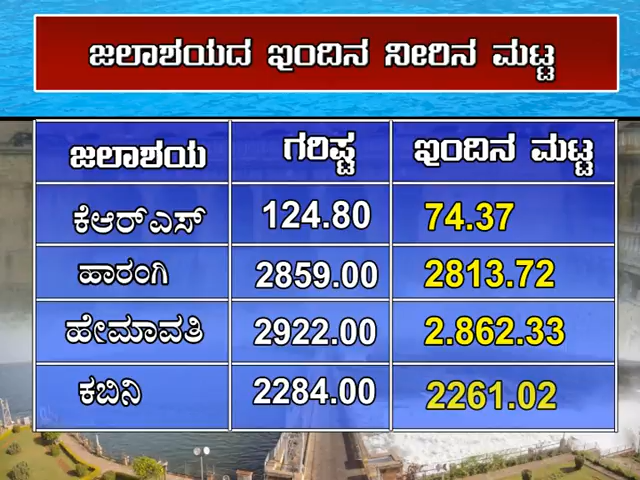 ಜಲಾಶಯದ ಇಂದಿನ ನೀರಿನ ಮಟ್ಟ
ಜಲಾಶಯ ಗರಿಷ್ಟ ಇಂದಿನ ಮಟ್ಟ
ಕೆಆರ್‌ಎಸ್ 124.80 74.37
ಹಾರಂಗಿ 2859.00 2813.72
ಹೇಮಾವತಿ 2922.00 2.862.33
ಕಬಿನಿ 2284.00 2261.02